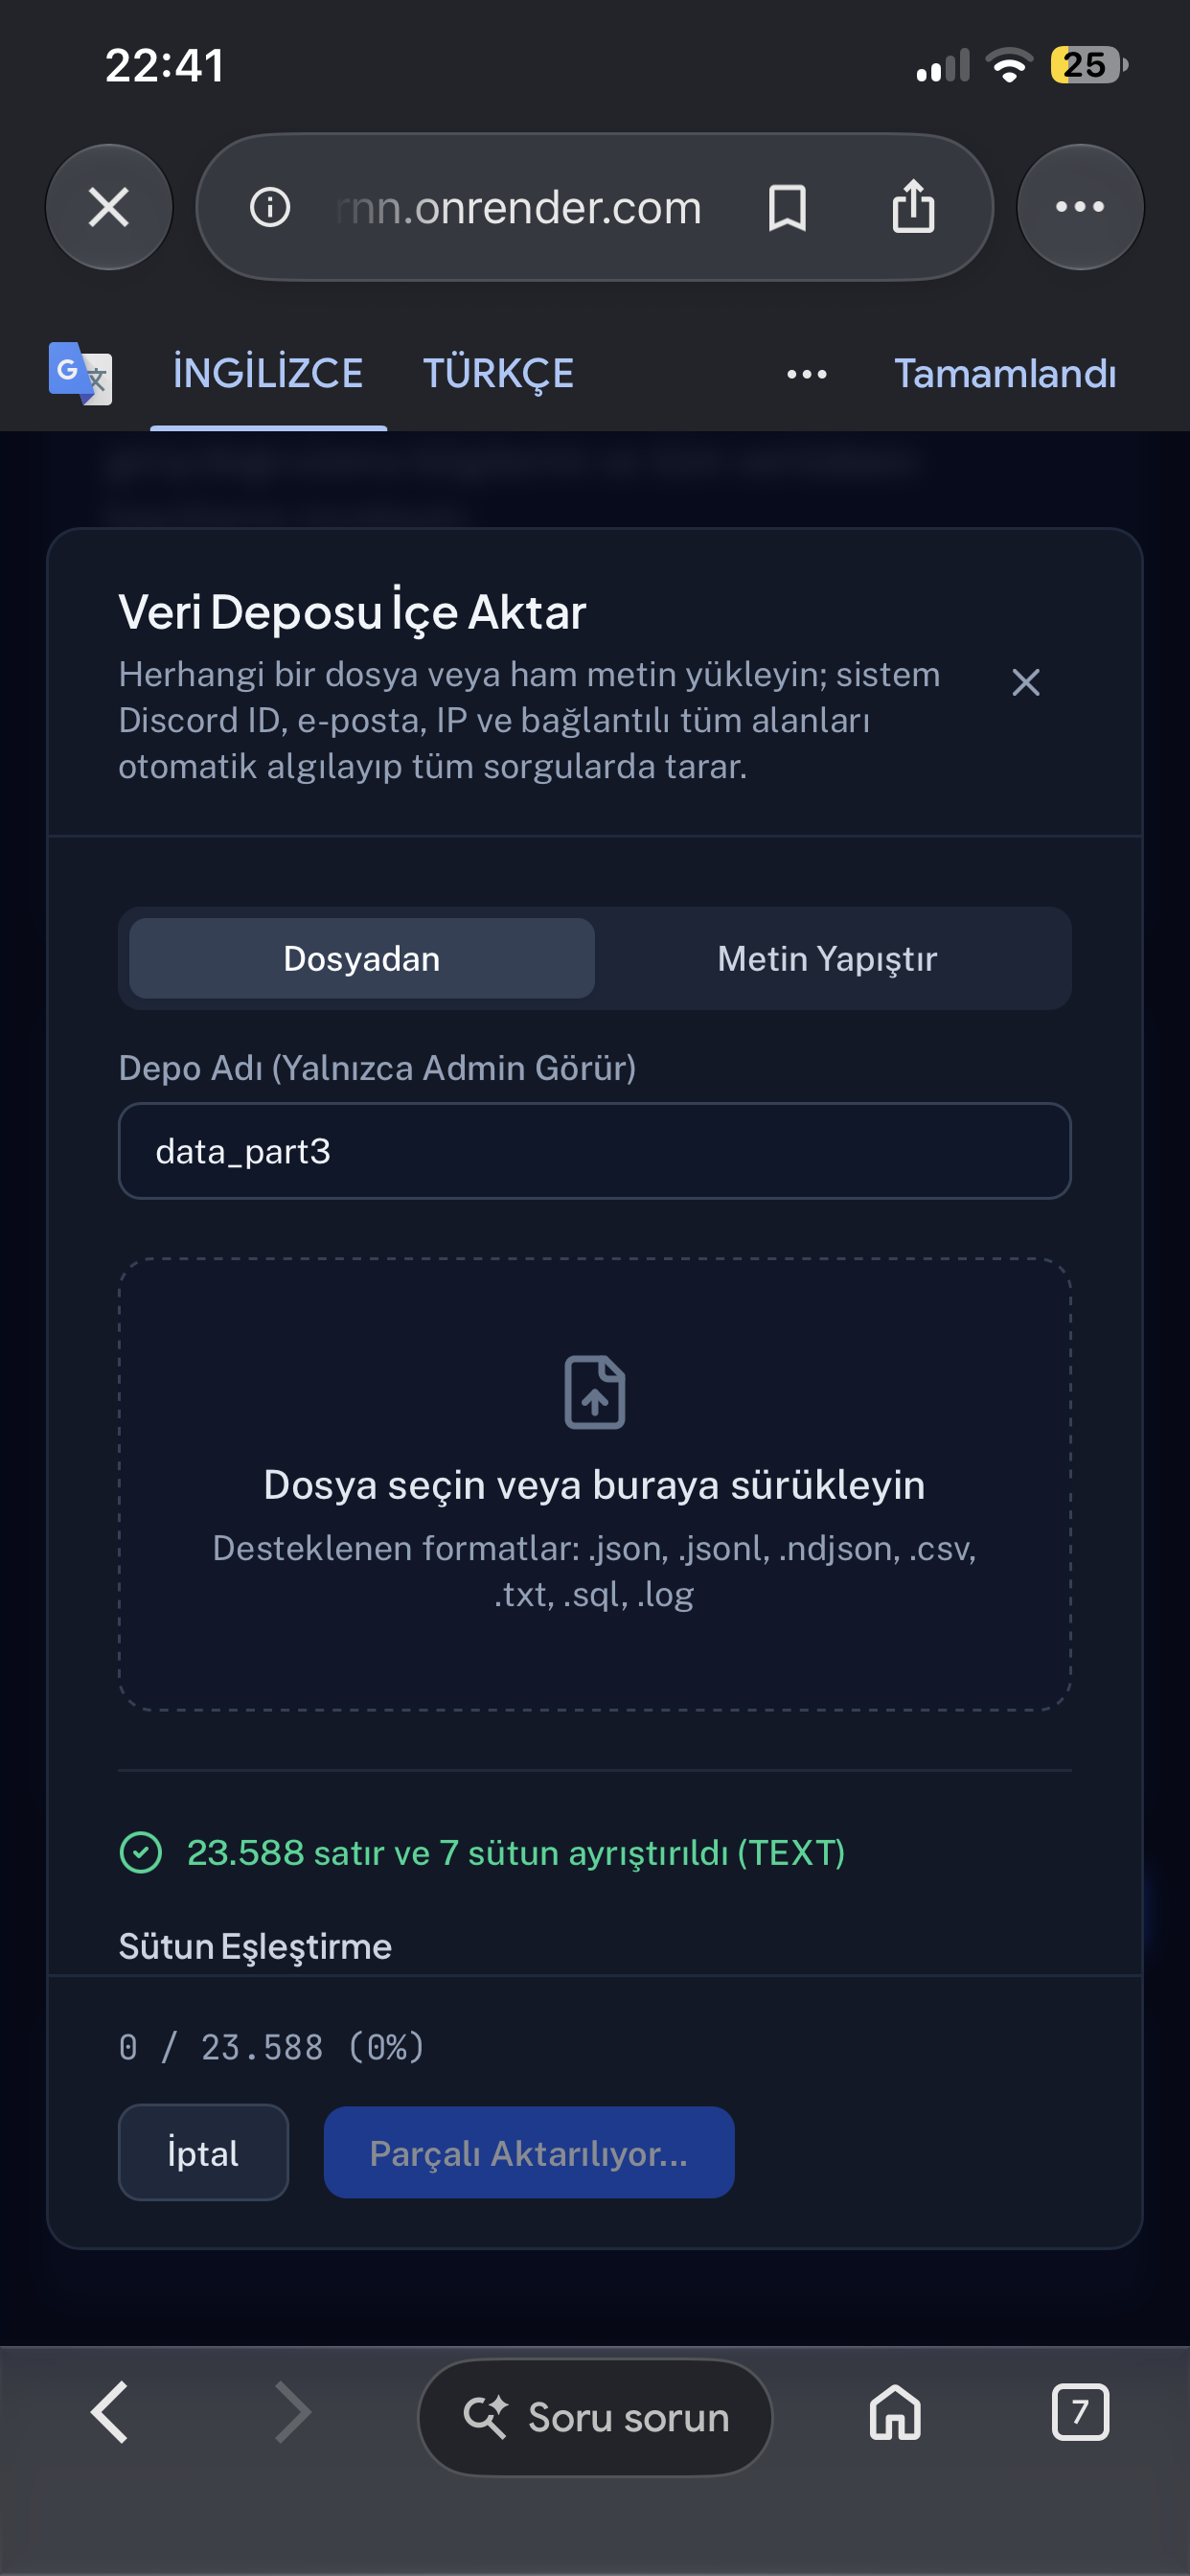 22:41
25
rnn.onrender.com
İNGİLİZCE
TÜRKÇE
Tamamlandı
Veri Deposu İçe Aktar
Herhangi bir dosya veya ham metin yükleyin; sistem
Discord ID, e-posta, IP ve bağlantılı tüm alanları
otomatik algılayıp tüm sorgularda tarar.
Dosyadan
Metin Yapıştır
Depo Adı (Yalnızca Admin Görür)
data_part3
Dosya seçin veya buraya sürükleyin
Desteklenen formatlar: .json, .jsonl, .ndjson, .csv,
.txt, .sql, .log
23.588 satır ve 7 sütun ayrıştırıldı (TEXT)
Sütun Eşleştirme
0 / 23.588 (0%)
İptal
Parçalı Aktarılıyor...
Soru sorun
7